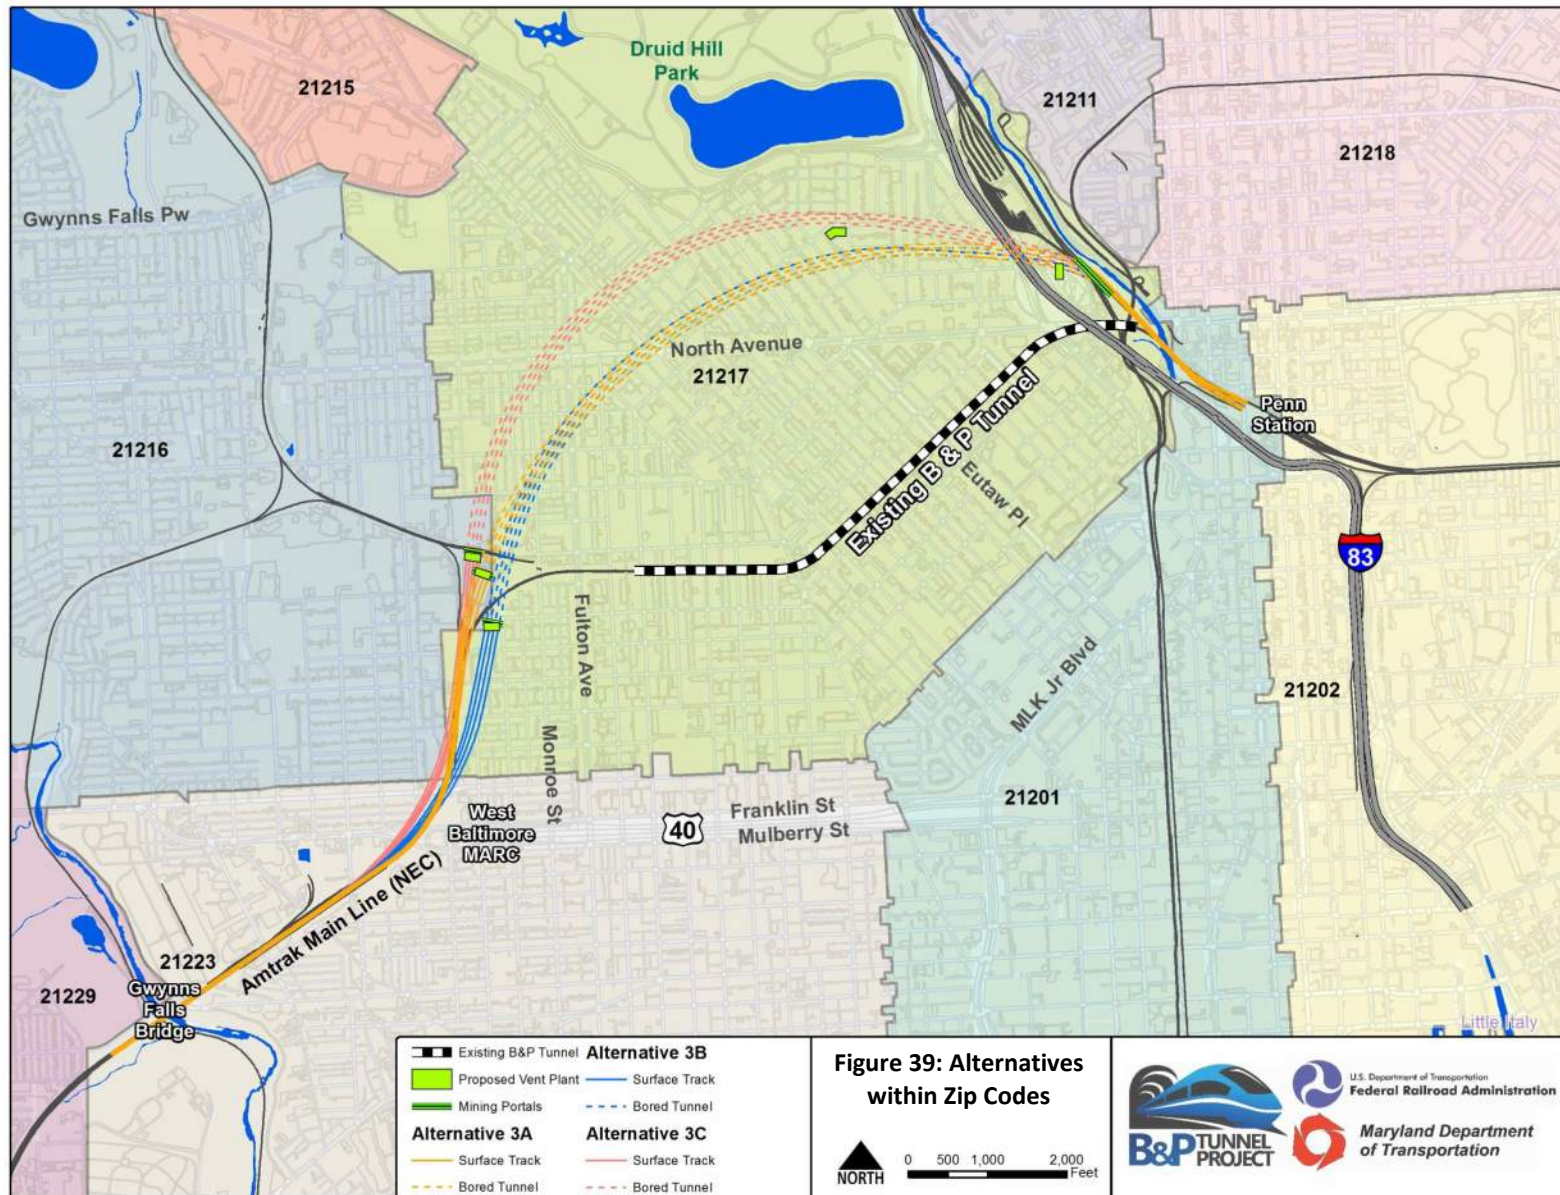 Druid Hill
Park
21215
21211
21218
Gwynns Falls Pw
North Avenue
21217
Penn
Station
21216
Existing B & P Tunnel
Eutaw Pl
83
Fulton Ave
MLK Jr Blvd
21202
Monroe St
West
Baltimore
MARC
40
Franklin St
Mulberry St
21201
Amtrak Main Line (NEC)
21223
21229
Gwynns
Falls
Bridge
Little Italy
Existing B&P Tunnel
Proposed Vent Plant
Mining Portals
Alternative 3A
Surface Track
Bored Tunnel
Alternative 3B
Surface Track
Bored Tunnel
Alternative 3C
Surface Track
Bored Tunnel
Figure 39: Alternatives
within Zip Codes
NORTH
0 500 1,000 2,000
Feet
B&P TUNNEL
PROJECT
U.S. Department of Transportation
Federal Railroad Administration
Maryland Department
of Transportation